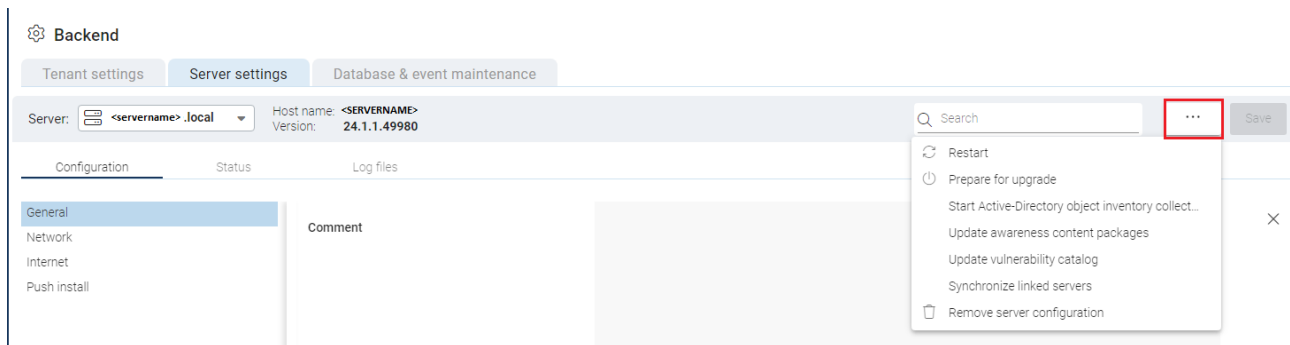 Backend
Tenant settings Server settings Database & event maintenance
Server: <servername> .local Host name: <SERVERNAME>
Version: 24.1.1.49980
Search ... Save
Configuration Status Log files
Restart
Prepare for upgrade
Start Active-Directory object inventory collect...
Update awareness content packages
Update vulnerability catalog
Synchronize linked servers
Remove server configuration
General
Network
Internet
Push install
Comment